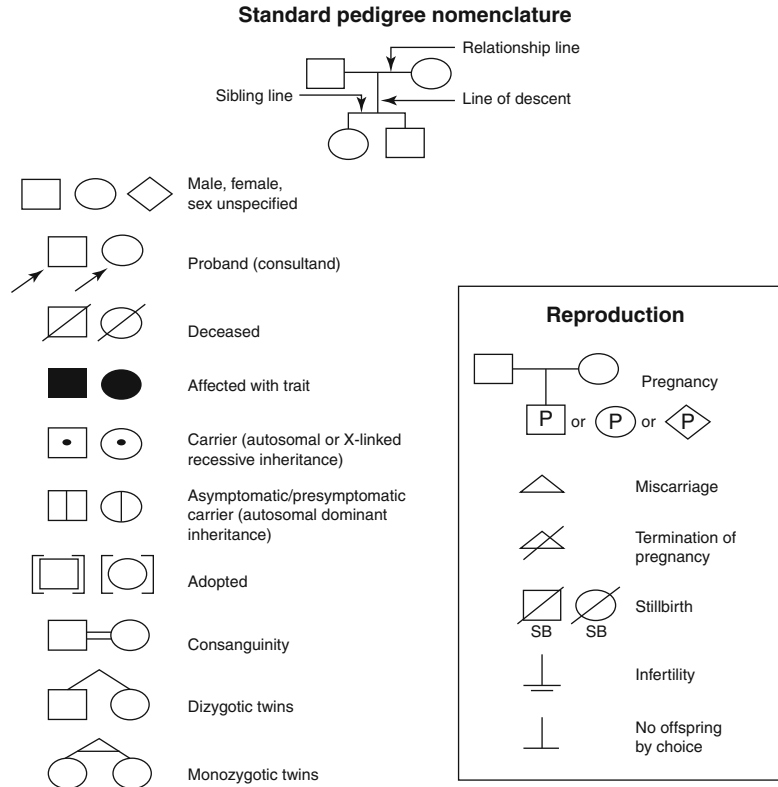 Standard pedigree nomenclature
Relationship line
Sibling line
Line of descent
Male, female,
sex unspecified
Proband (consultand)
Deceased
Affected with trait
Carrier (autosomal or X-linked
recessive inheritance)
Asymptomatic/presymptomatic
carrier (autosomal dominant
inheritance)
Adopted
Consanguinity
Dizygotic twins
Monozygotic twins
Reproduction
Pregnancy
P or P or P
Miscarriage
Termination of
pregnancy
Stillbirth
SB SB
Infertility
No offspring
by choice